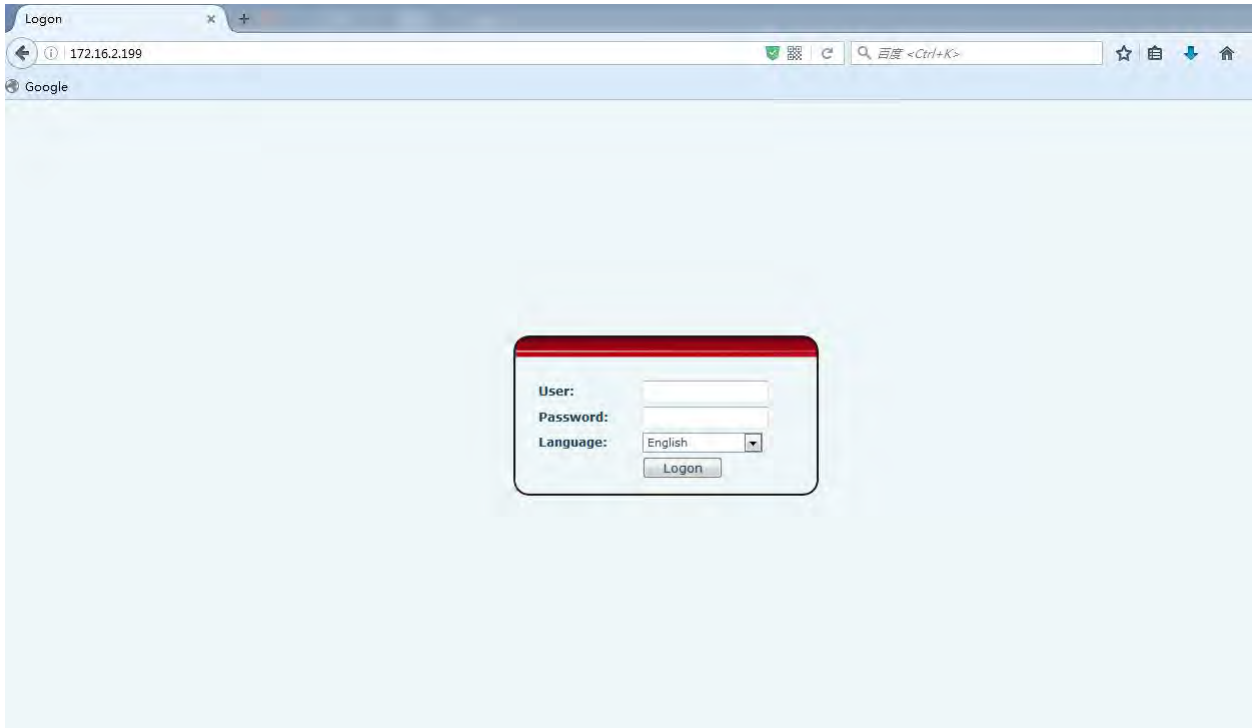 Logon
172.16.2.199
百度 <Ctrl+K>
Google
User:
Password:
Language: English
Logon